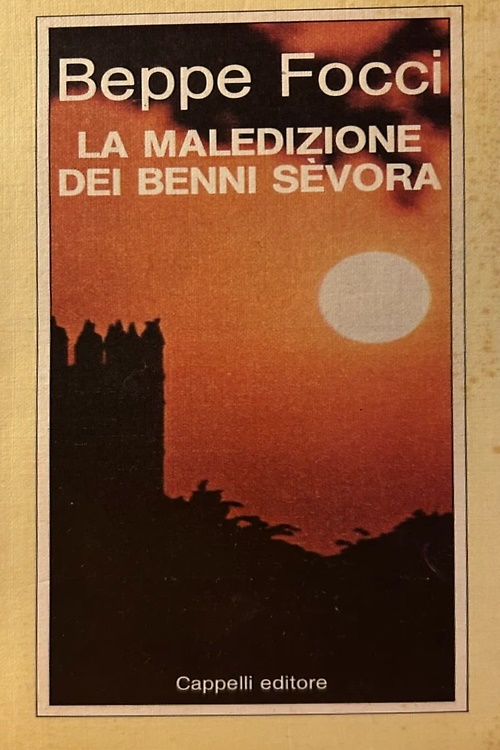 Beppe Focci
LA MALEDIZIONE
DEI BENNI SÈVORA
Cappelli editore